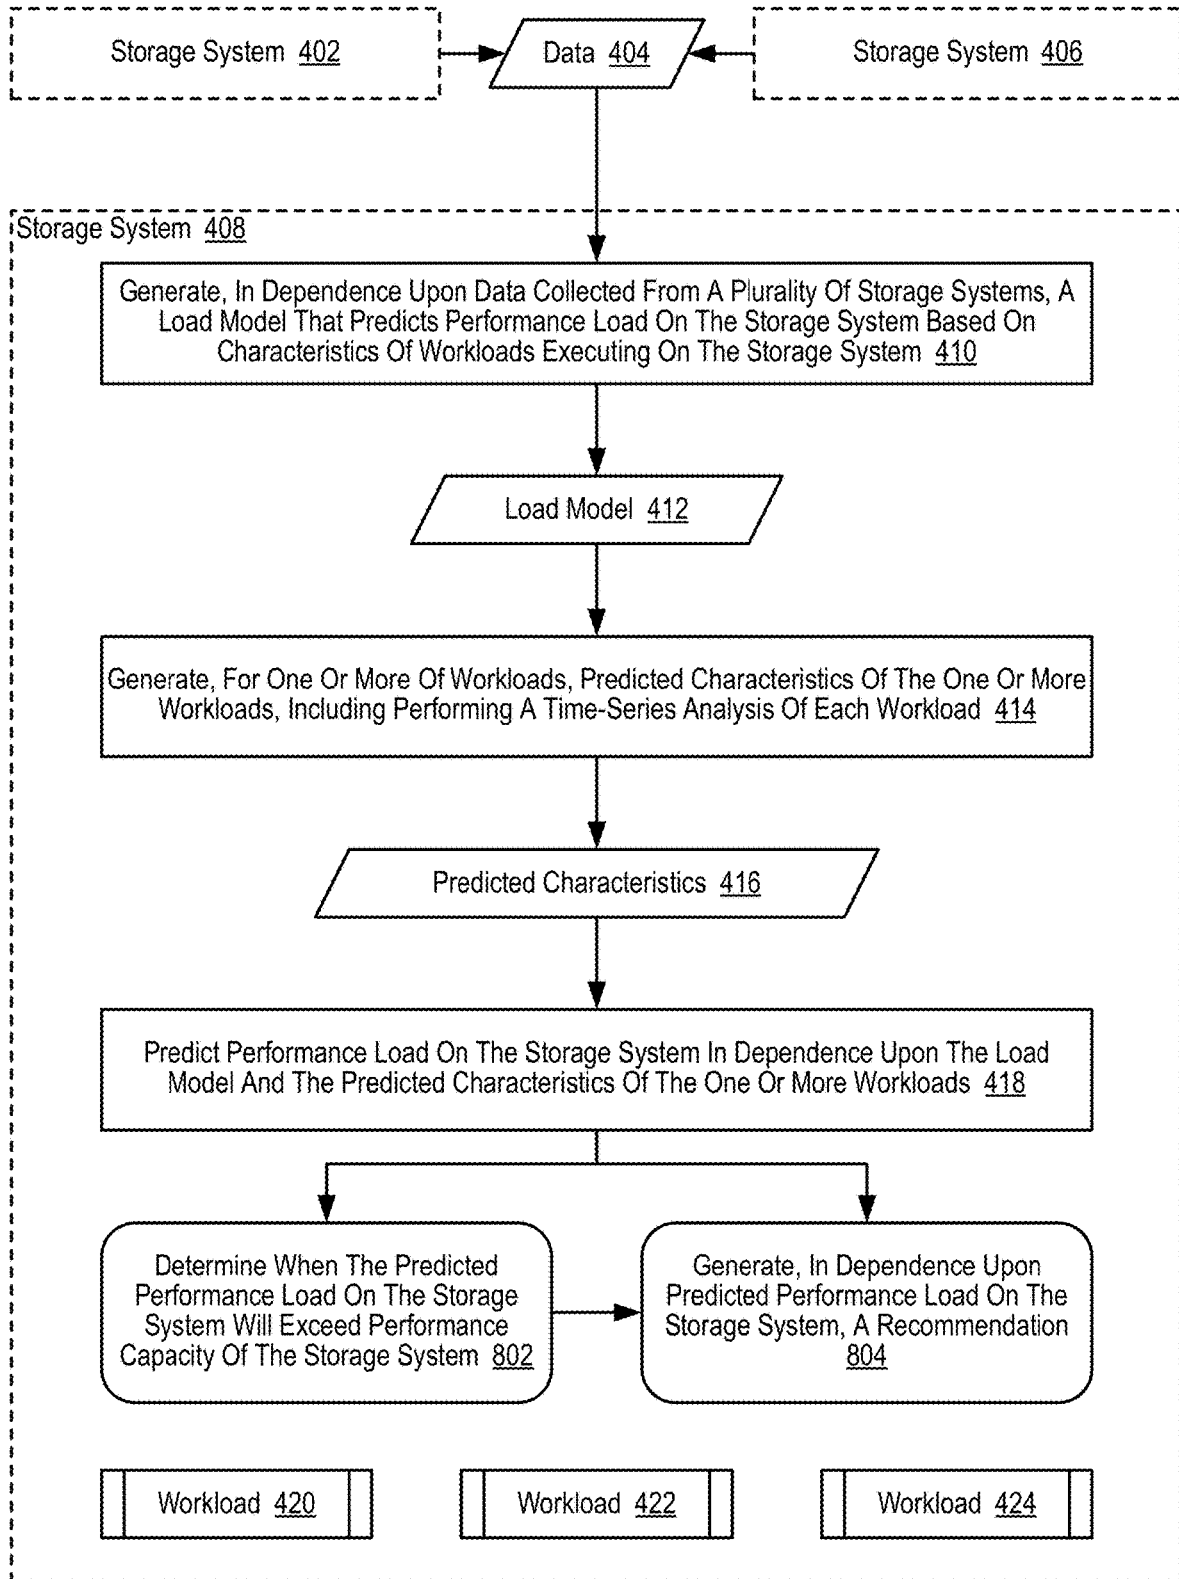 Storage System 402
Data 404
Storage System 406
Storage System 408
Generate, In Dependence Upon Data Collected From A Plurality Of Storage Systems, A
Load Model That Predicts Performance Load On The Storage System Based On
Characteristics Of Workloads Executing On The Storage System 410
Load Model 412
Generate, For One Or More Of Workloads, Predicted Characteristics Of The One Or More
Workloads, Including Performing A Time-Series Analysis Of Each Workload 414
Predicted Characteristics 416
Predict Performance Load On The Storage System In Dependence Upon The Load
Model And The Predicted Characteristics Of The One Or More Workloads 418
Determine When The Predicted
Performance Load On The Storage
System Will Exceed Performance
Capacity Of The Storage System 802
Generate, In Dependence Upon
Predicted Performance Load On The
Storage System, A Recommendation
804
Workload 420
Workload 422
Workload 424